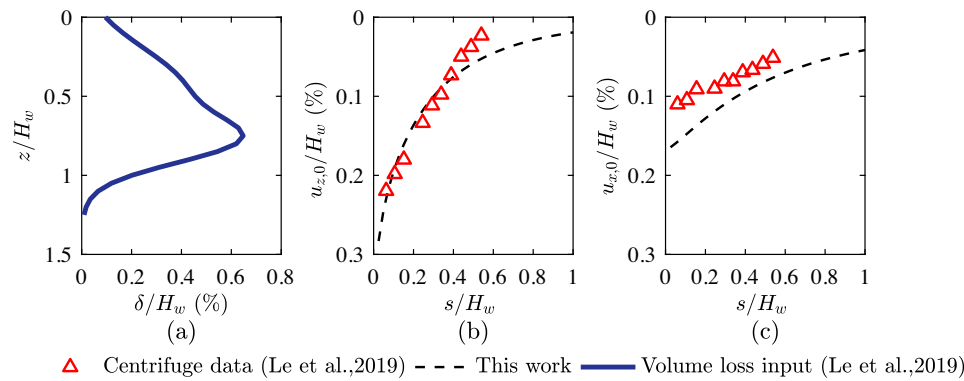 0
0.5
1
1.5
z/H_w
0 0.2 0.4 0.6 0.8
δ/H_w (%)
(a)
0
0.1
0.2
0.3
u_{z,0}/H_w (%)
0 0.2 0.4 0.6 0.8 1
s/H_w
(b)
0
0.1
0.2
0.3
u_{x,0}/H_w (%)
0 0.2 0.4 0.6 0.8 1
s/H_w
(c)
Centrifuge data (Le et al.,2019) This work Volume loss input (Le et al.,2019)